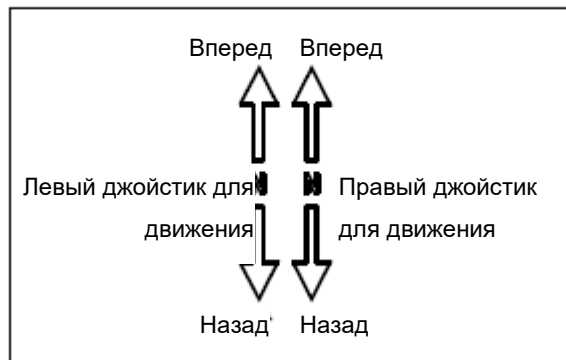 Вперед Вперед
N N
Левый джойстик для Правый джойстик
движения для движения
Назад Назад